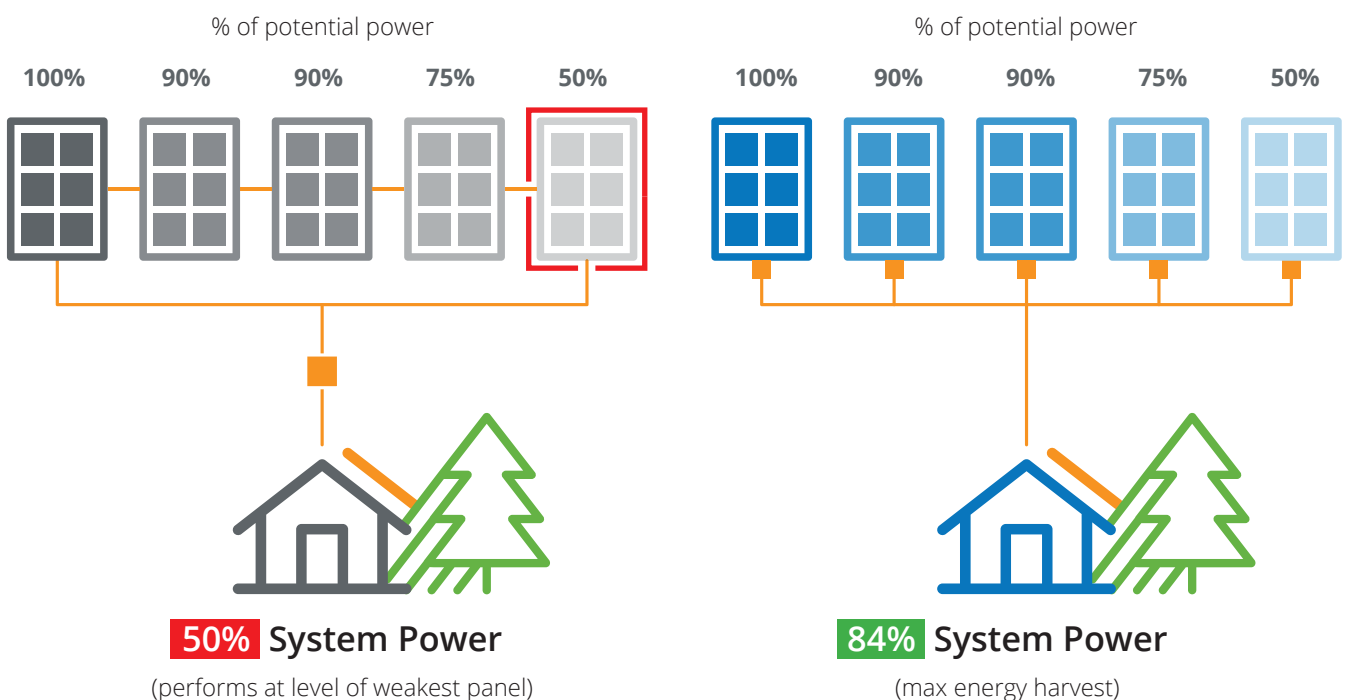 % of potential power
100% 90% 90% 75% 50%
50% System Power
(performs at level of weakest panel)
% of potential power
100% 90% 90% 75% 50%
84% System Power
(max energy harvest)